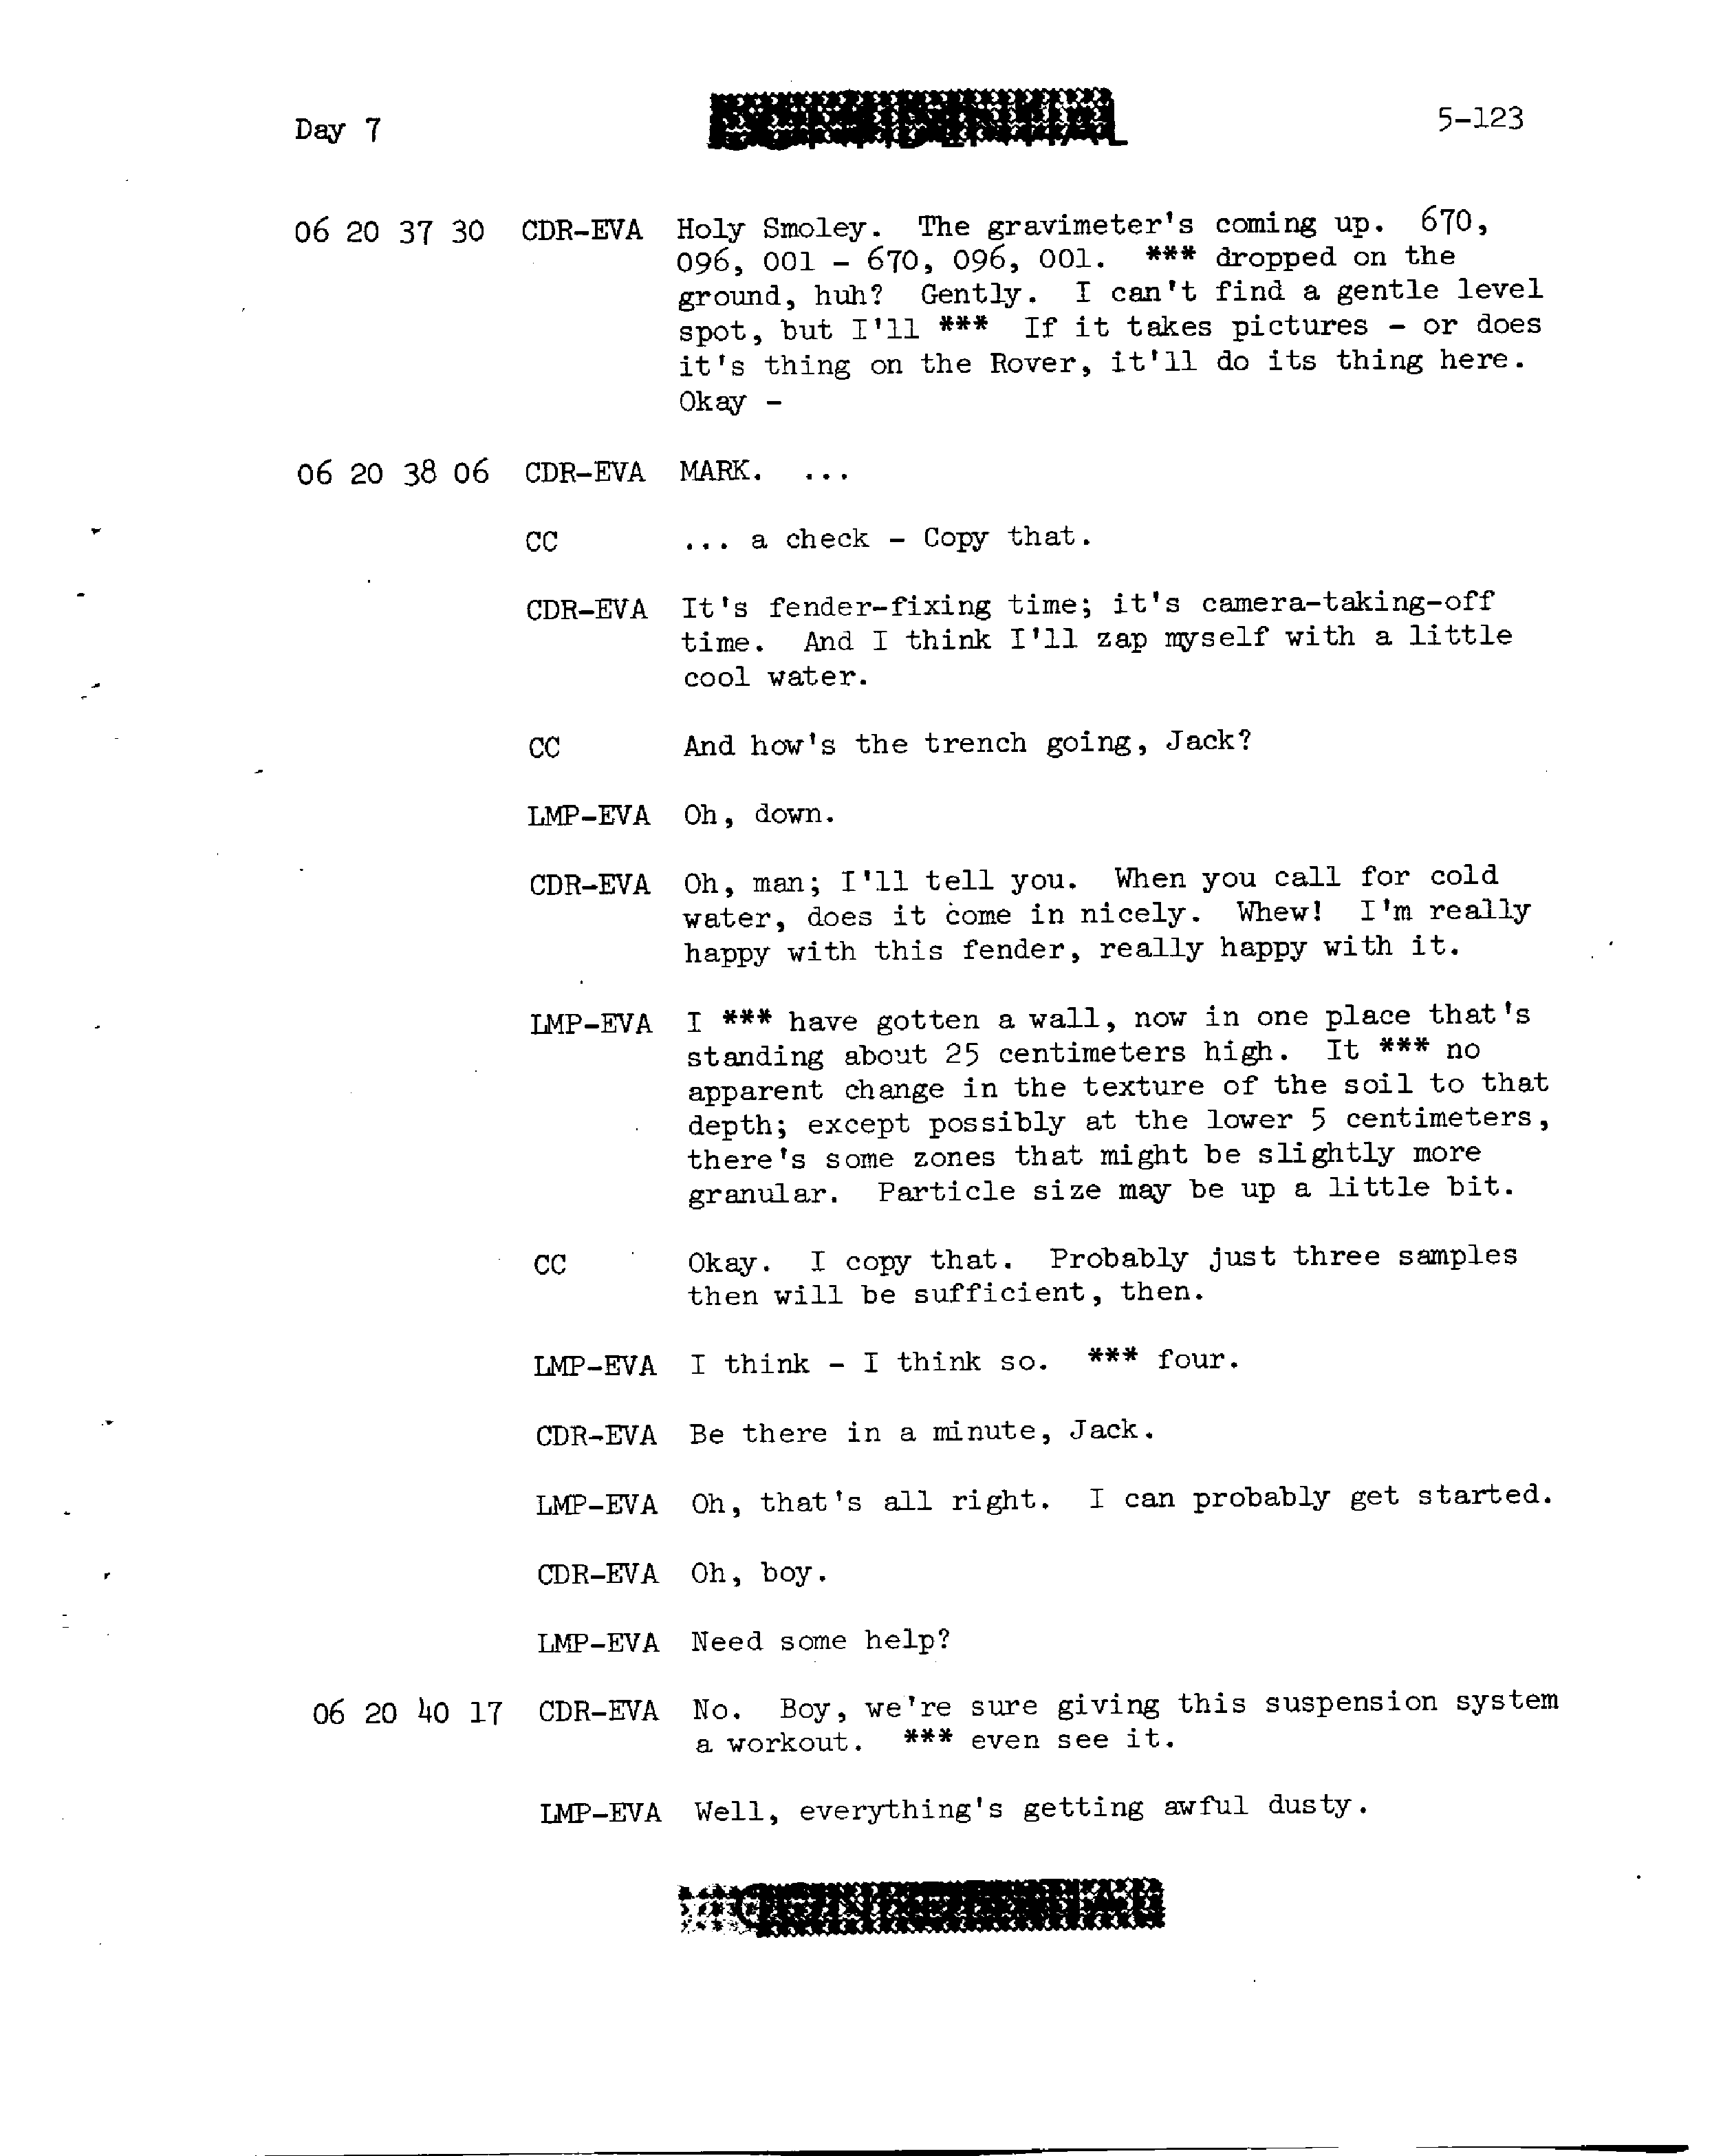 Day 7 5-123
06 20 37 30 CDR-EVA Holy Smoley. The gravimeter's coming up. 670,
096, 001 - 670, 096, 001. *** dropped on the
ground, huh? Gently. I can't find a gentle level
spot, but I'll *** If it takes pictures - or does
it's thing on the Rover, it'll do its thing here.
Okay -
06 20 38 06 CDR-EVA MARK. ...
CC ... a check - Copy that.
CDR-EVA It's fender-fixing time; it's camera-taking-off
time. And I think I'll zap myself with a little
cool water.
CC And how's the trench going, Jack?
LMP-EVA Oh, down.
CDR-EVA Oh, man; I'll tell you. When you call for cold
water, does it come in nicely. Whew! I'm really
happy with this fender, really happy with it.
LMP-EVA I *** have gotten a wall, now in one place that's
standing about 25 centimeters high. It *** no
apparent change in the texture of the soil to that
depth; except possibly at the lower 5 centimeters,
there's some zones that might be slightly more
granular. Particle size may be up a little bit.
CC Okay. I copy that. Probably just three samples
then will be sufficient, then.
LMP-EVA I think - I think so. *** four.
CDR-EVA Be there in a minute, Jack.
LMP-EVA Oh, that's all right. I can probably get started.
CDR-EVA Oh, boy.
LMP-EVA Need some help?
06 20 40 17 CDR-EVA No. Boy, we're sure giving this suspension system
a workout. *** even see it.
LMP-EVA Well, everything's getting awful dusty.